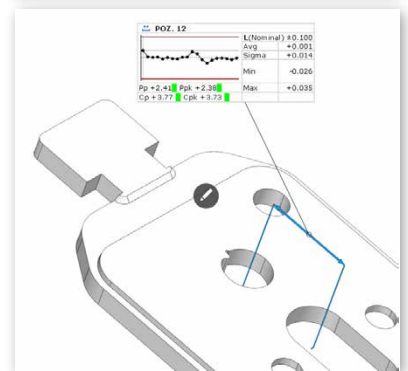 POZ. 12
L(Nominal) ±0.100
Avg +0.001
Sigma +0.014
Min -0.026
Max +0.035
Pp +2.41 Ppk +2.38
Cp +3.77 Cpk +3.73